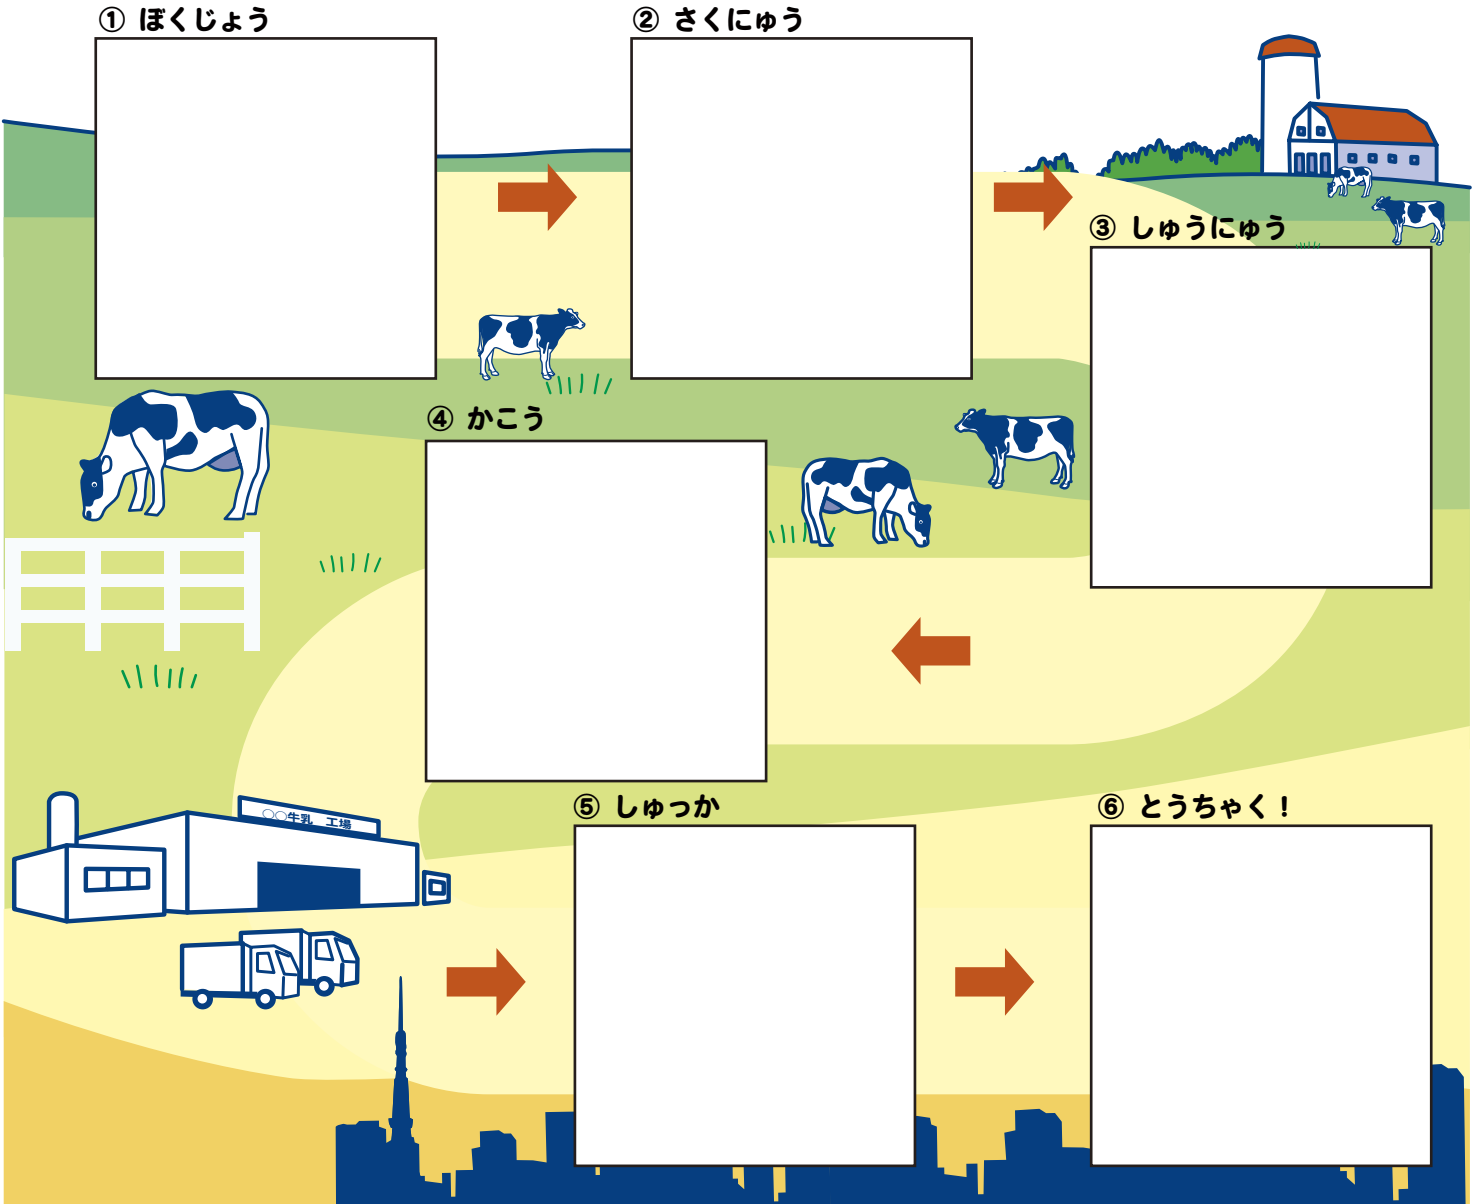 ① ぼくじょう
② さくにゅう
③ しゅうにゅう
④ かこう
〇〇牛乳　工場
⑤ しゅっか
⑥ とうちゃく！